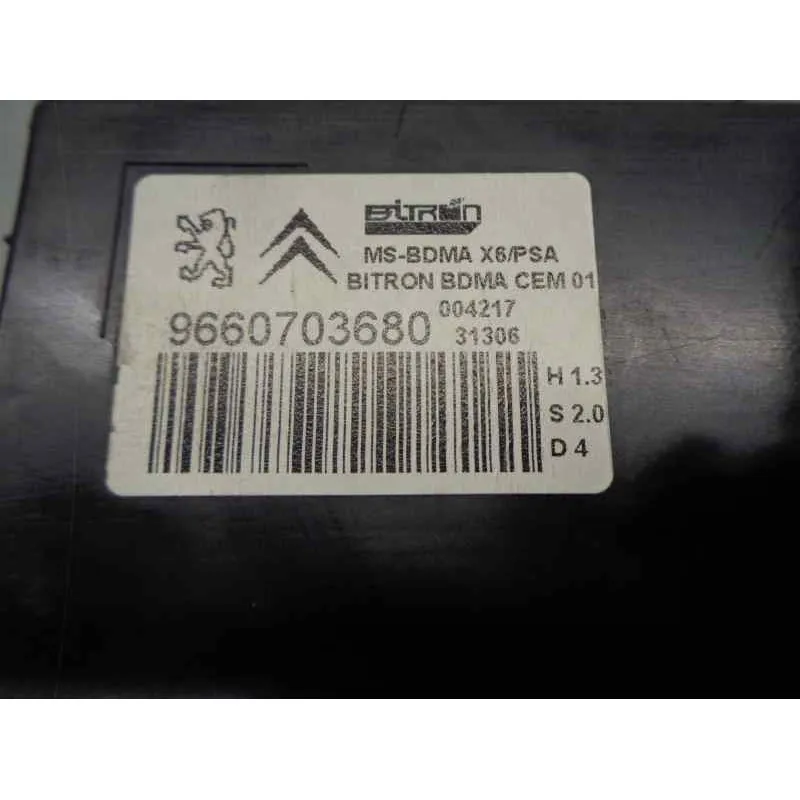 BITRON
MS-BDMA X6/PSA
BITRON BDMA CEM 01
004217
9660703680
31306
H 1.3
S 2.0
D 4